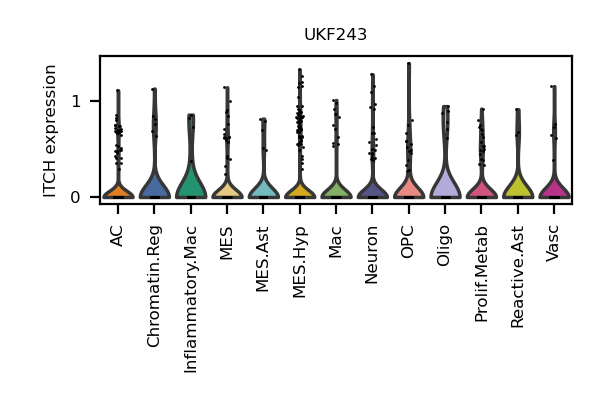 UKF243
ITCH expression
1
0
AC
Chromatin.Reg
Inflammatory.Mac
MES
MES.Ast
MES.Hyp
Mac
Neuron
OPC
Oligo
Prolif.Metab
Reactive.Ast
Vasc